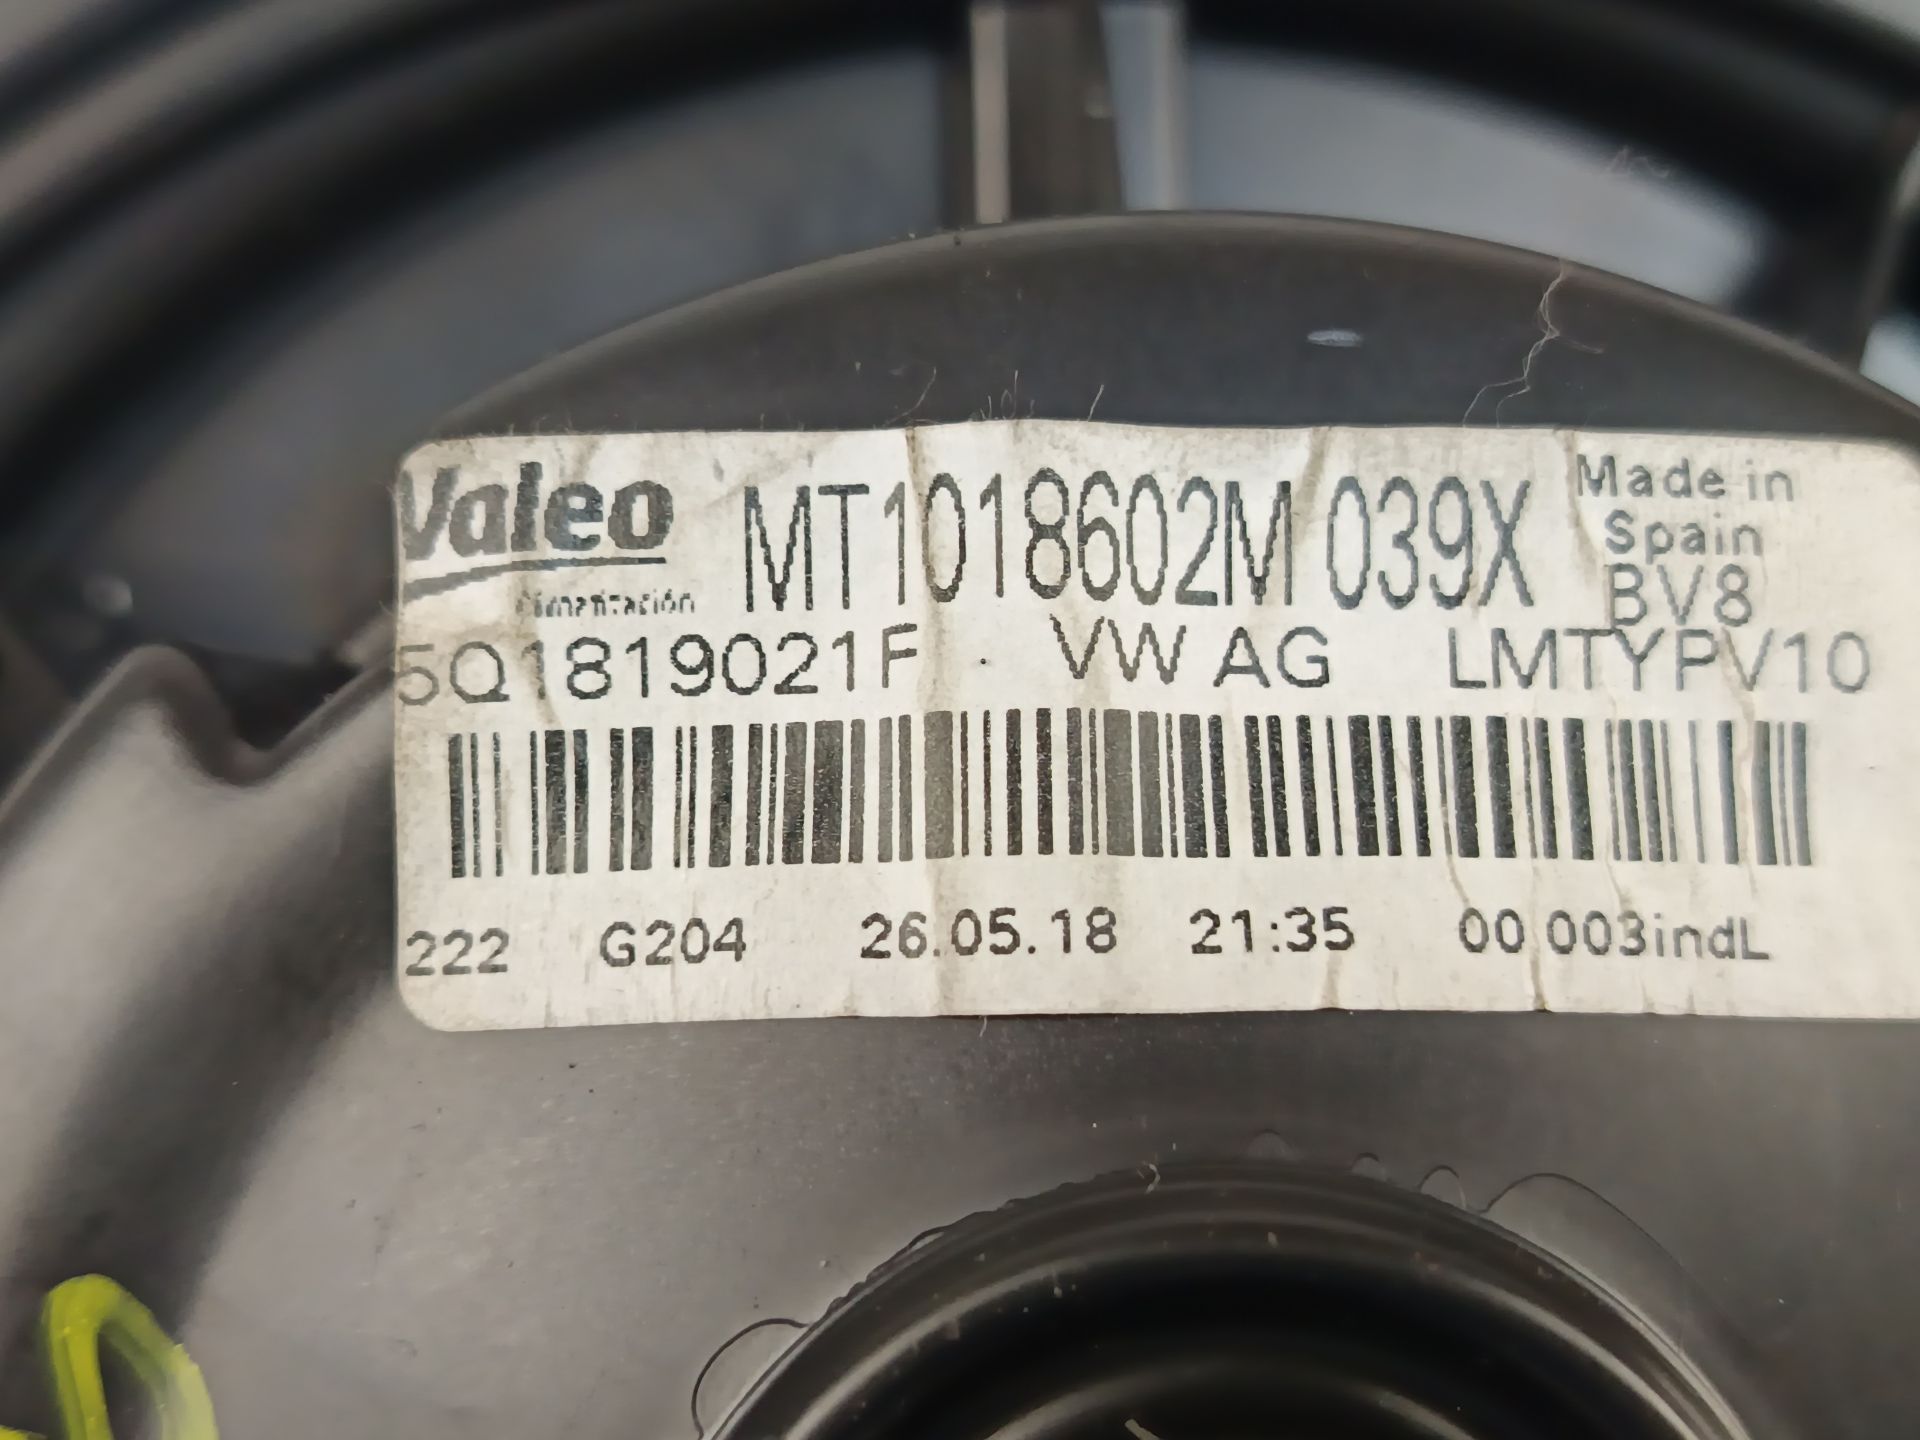 Valeo MT1018602M 039X Made in
Spain
Climatización BV8
5Q1819021F . VW AG LMTYPV10
222 G204 26.05.18 21:35 00 003indL